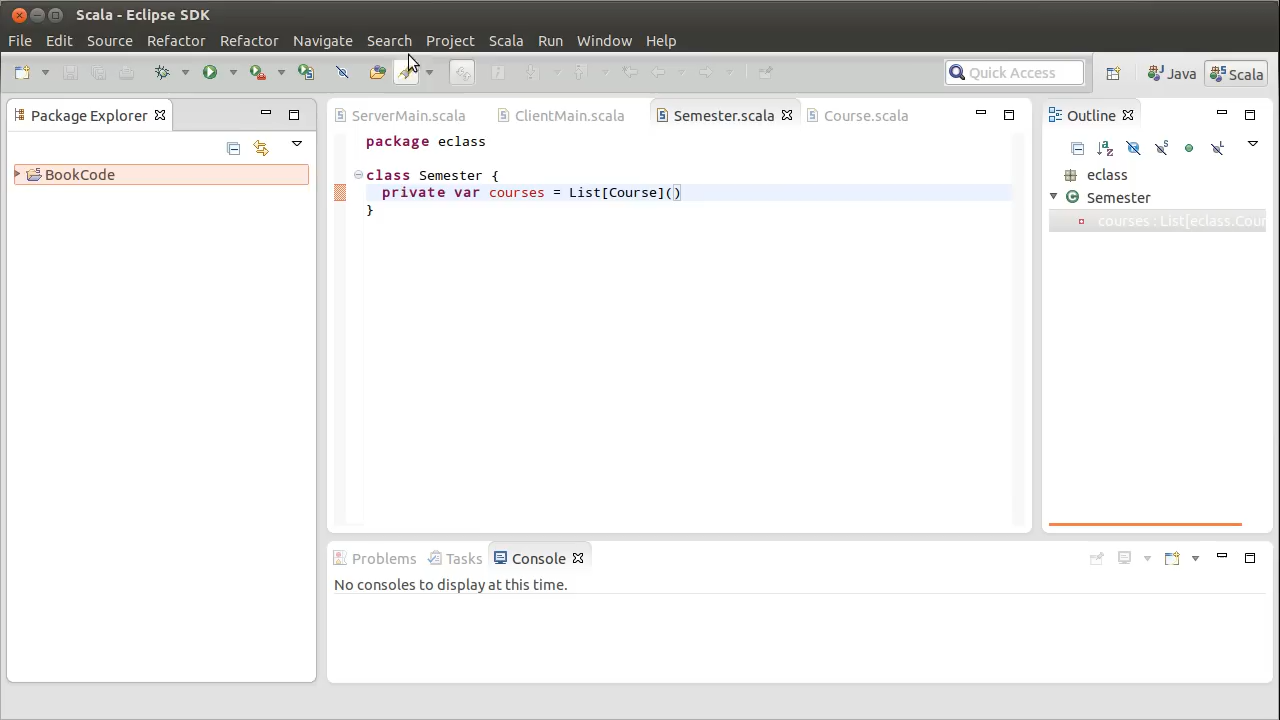 Scala - Eclipse SDK
File Edit Source Refactor Refactor Navigate Search Project Scala Run Window Help
Quick Access Java Scala
Package Explorer
BookCode
ServerMain.scala ClientMain.scala Semester.scala Course.scala
package eclass
class Semester {
private var courses = List[Course]()
}
Outline
eclass
Semester
courses : List[eclass.Cour
Problems Tasks Console
No consoles to display at this time.